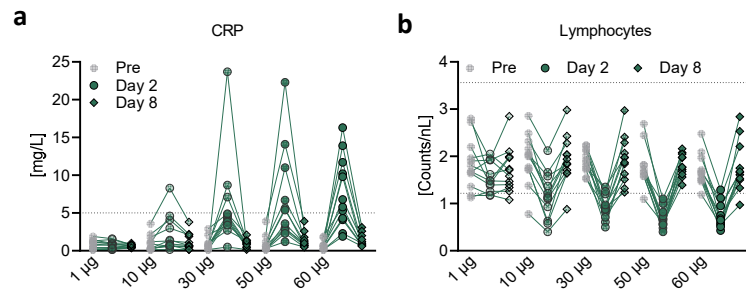 a
CRP
25
20
15
10
5
0
[mg/L]
Pre
Day 2
Day 8
1 µg
10 µg
30 µg
50 µg
60 µg
b
Lymphocytes
4
3
2
1
0
[Counts/nL]
Pre
Day 2
Day 8
1 µg
10 µg
30 µg
50 µg
60 µg